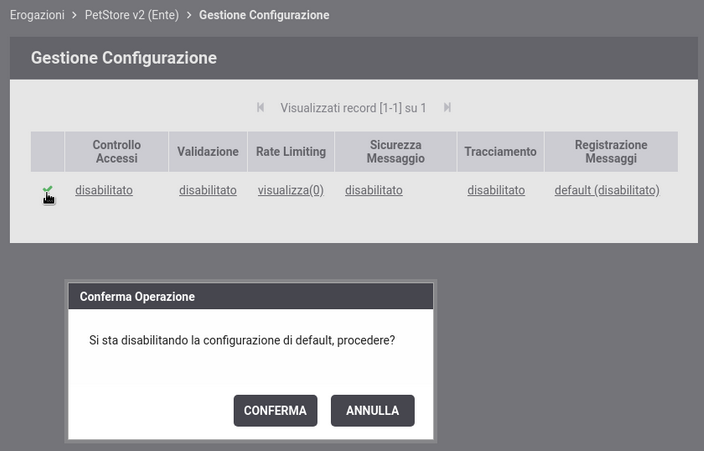 Erogazioni > PetStore v2 (Ente) > Gestione Configurazione
Gestione Configurazione
Visualizzati record [1-1] su 1
Controllo Accessi Validazione Rate Limiting Sicurezza Messaggio Tracciamento Registrazione Messaggi
disabilitato disabilitato visualizza(0) disabilitato disabilitato default (disabilitato)
Conferma Operazione
Si sta disabilitando la configurazione di default, procedere?
CONFERMA ANNULLA